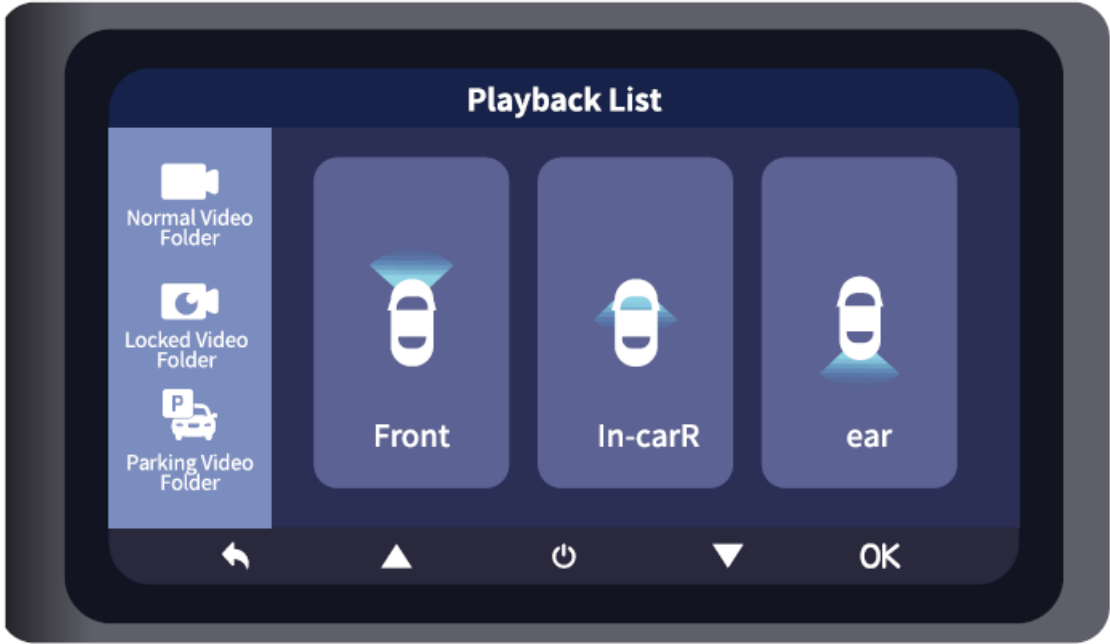 Playback List
Normal Video
Folder
Locked Video
Folder
P
Parking Video
Folder
Front
In-carR
ear
OK